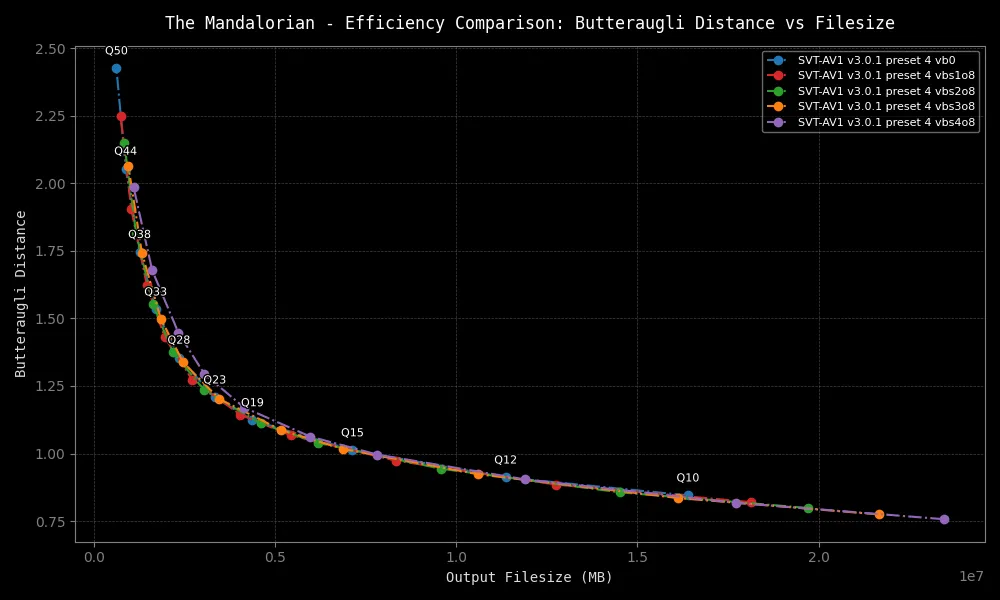 The Mandalorian - Efficiency Comparison: Butteraugli Distance vs Filesize
SVT-AV1 v3.0.1 preset 4 vb0
SVT-AV1 v3.0.1 preset 4 vbs1o8
SVT-AV1 v3.0.1 preset 4 vbs2o8
SVT-AV1 v3.0.1 preset 4 vbs3o8
SVT-AV1 v3.0.1 preset 4 vbs4o8
Butteraugli Distance
2.50
2.25
2.00
1.75
1.50
1.25
1.00
0.75
Q50
Q44
Q38
Q33
Q28
Q23
Q19
Q15
Q12
Q10
0.0
0.5
1.0
1.5
2.0
1e7
Output Filesize (MB)